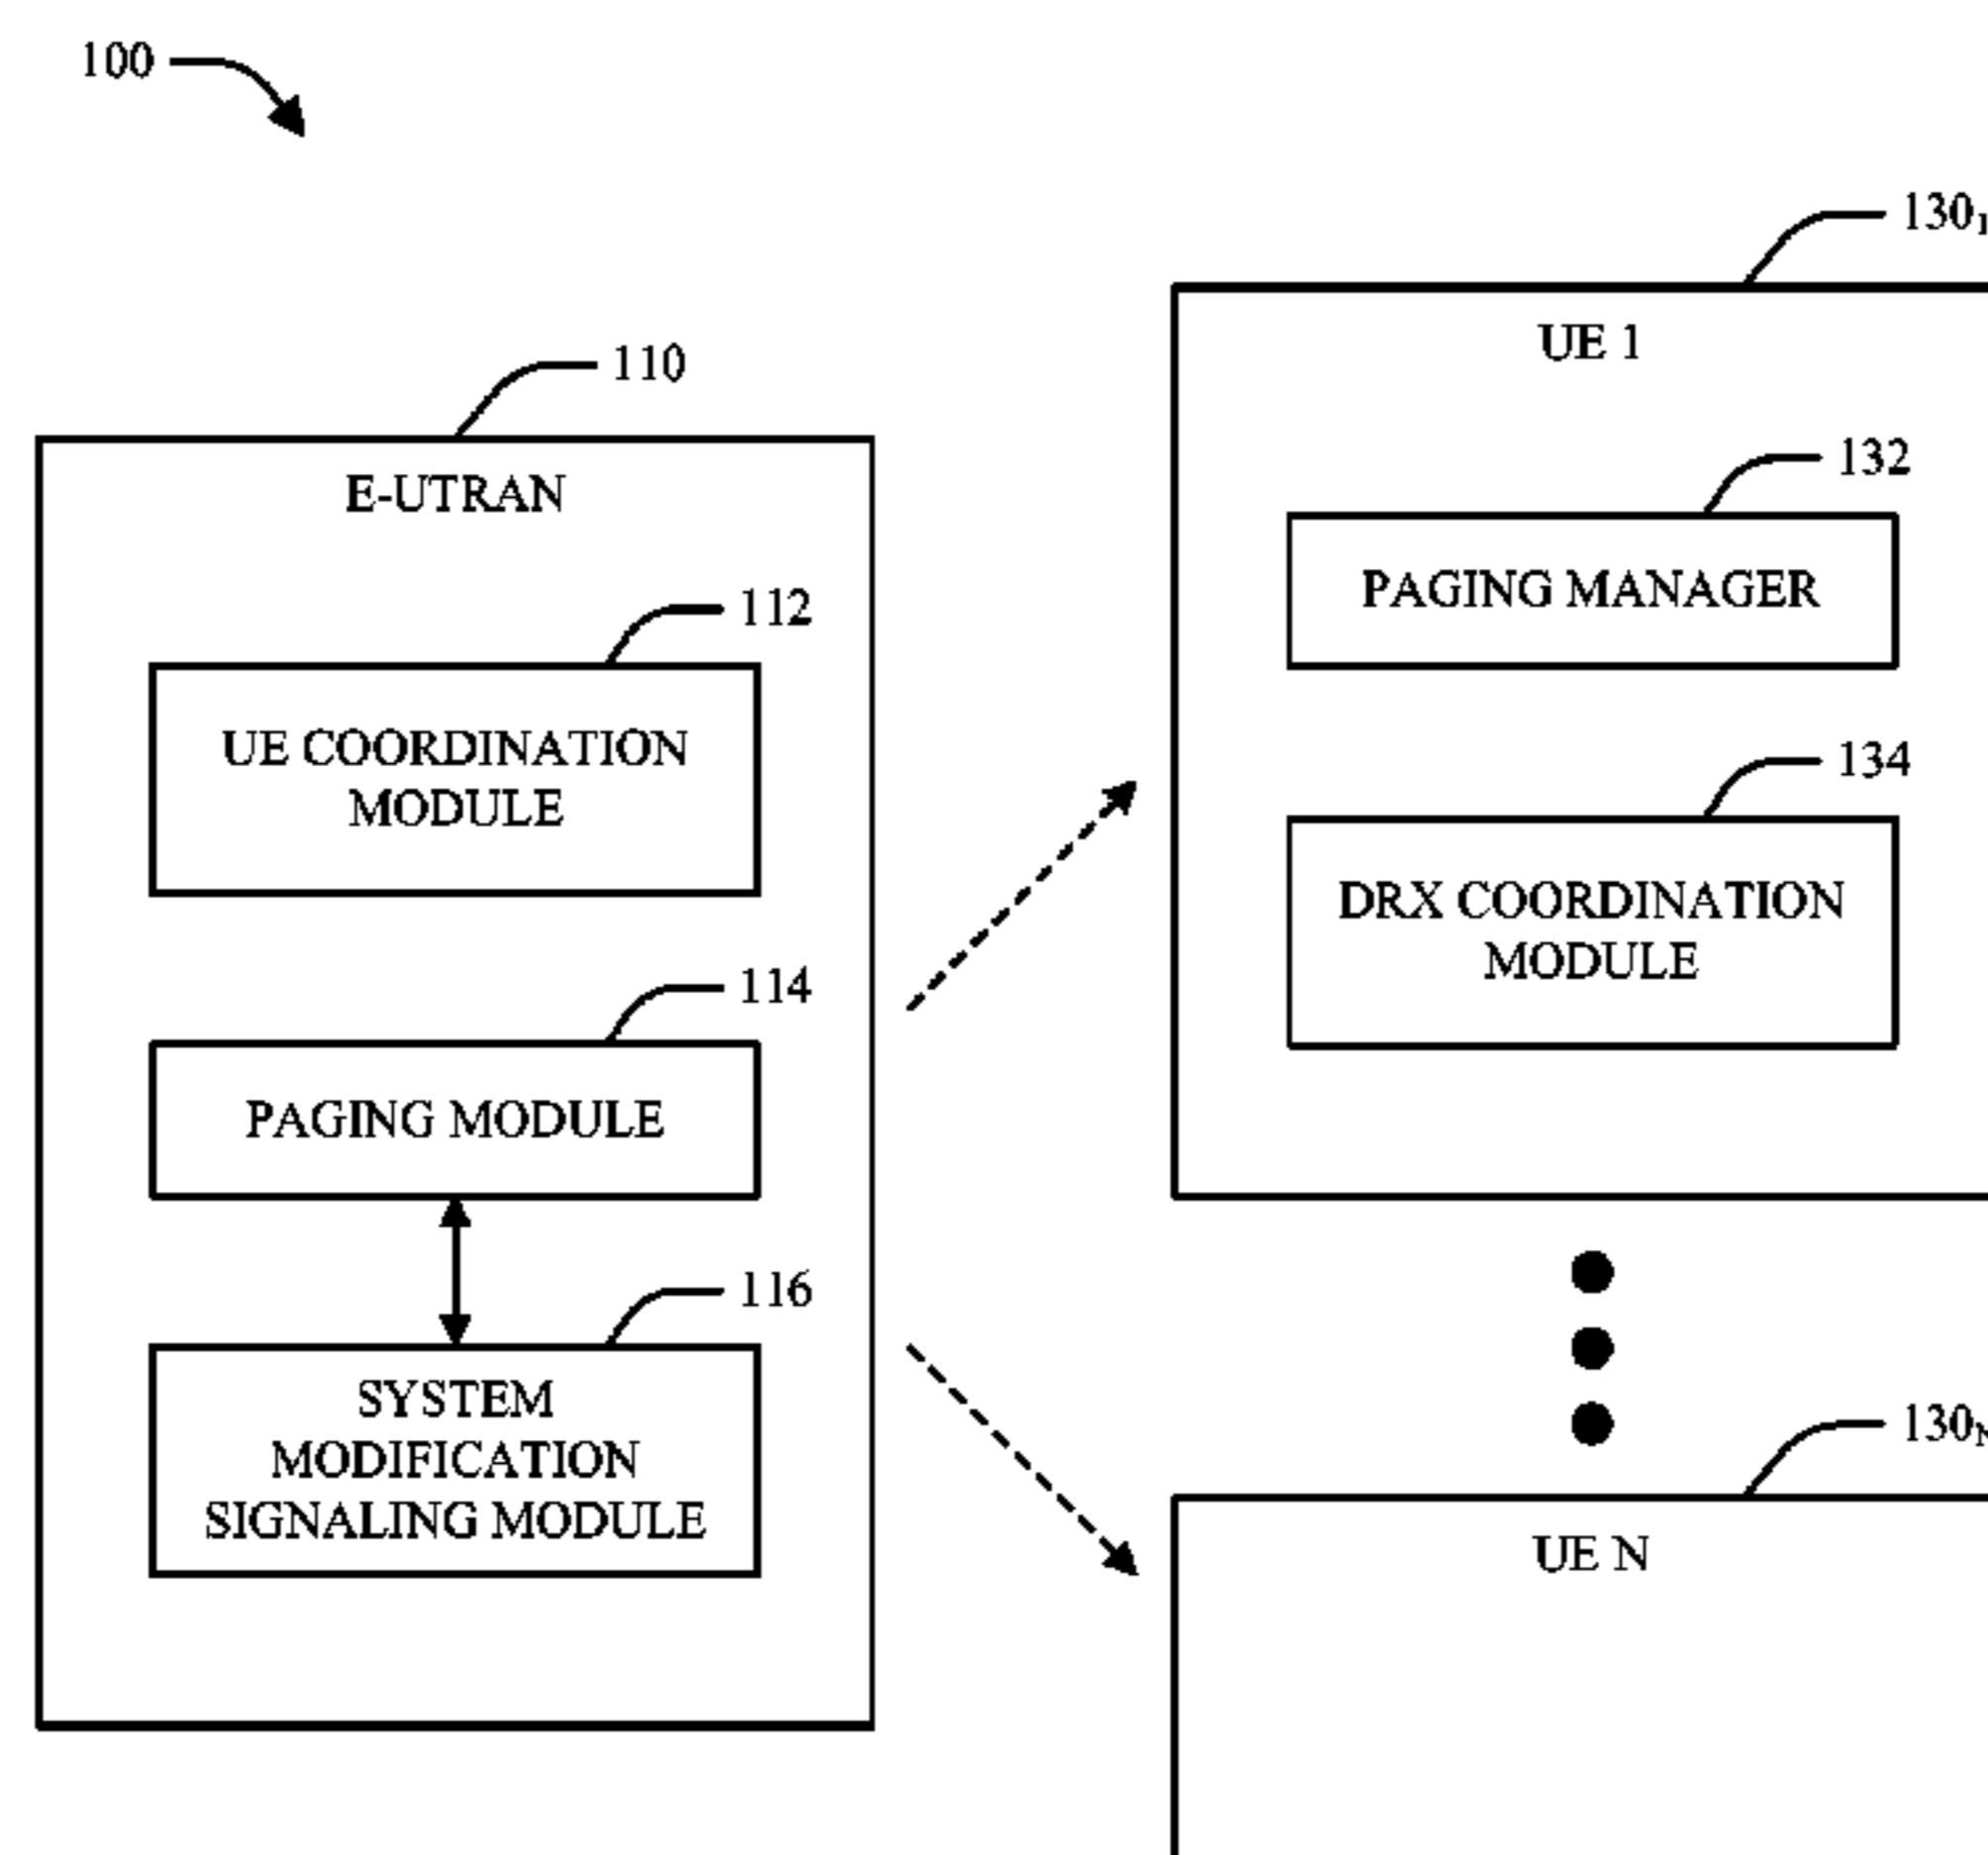 100
110
E-UTRAN
112
UE COORDINATION
MODULE
114
PAGING MODULE
116
SYSTEM
MODIFICATION
SIGNALING MODULE
130₁
UE 1
132
PAGING MANAGER
134
DRX COORDINATION
MODULE
130N
UE N